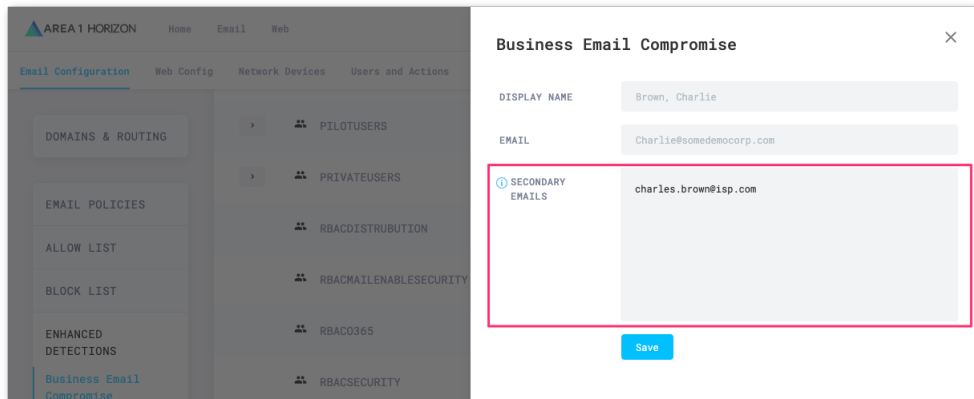 AREA 1 HORIZON Home Email Web
Email Configuration Web Config Network Devices Users and Actions
DOMAINS & ROUTING
EMAIL POLICIES
ALLOW LIST
BLOCK LIST
ENHANCED
DETECTIONS
Business Email
Compromise
PILOTUSERS
PRIVATEUSERS
RBACDISTRUBUTION
RBACMAILENABLESECURITY
RBACO365
RBACSECURITY
Business Email Compromise
DISPLAY NAME Brown, Charlie
EMAIL Charlie@somedemocorp.com
SECONDARY
EMAILS
charles.brown@isp.com
Save